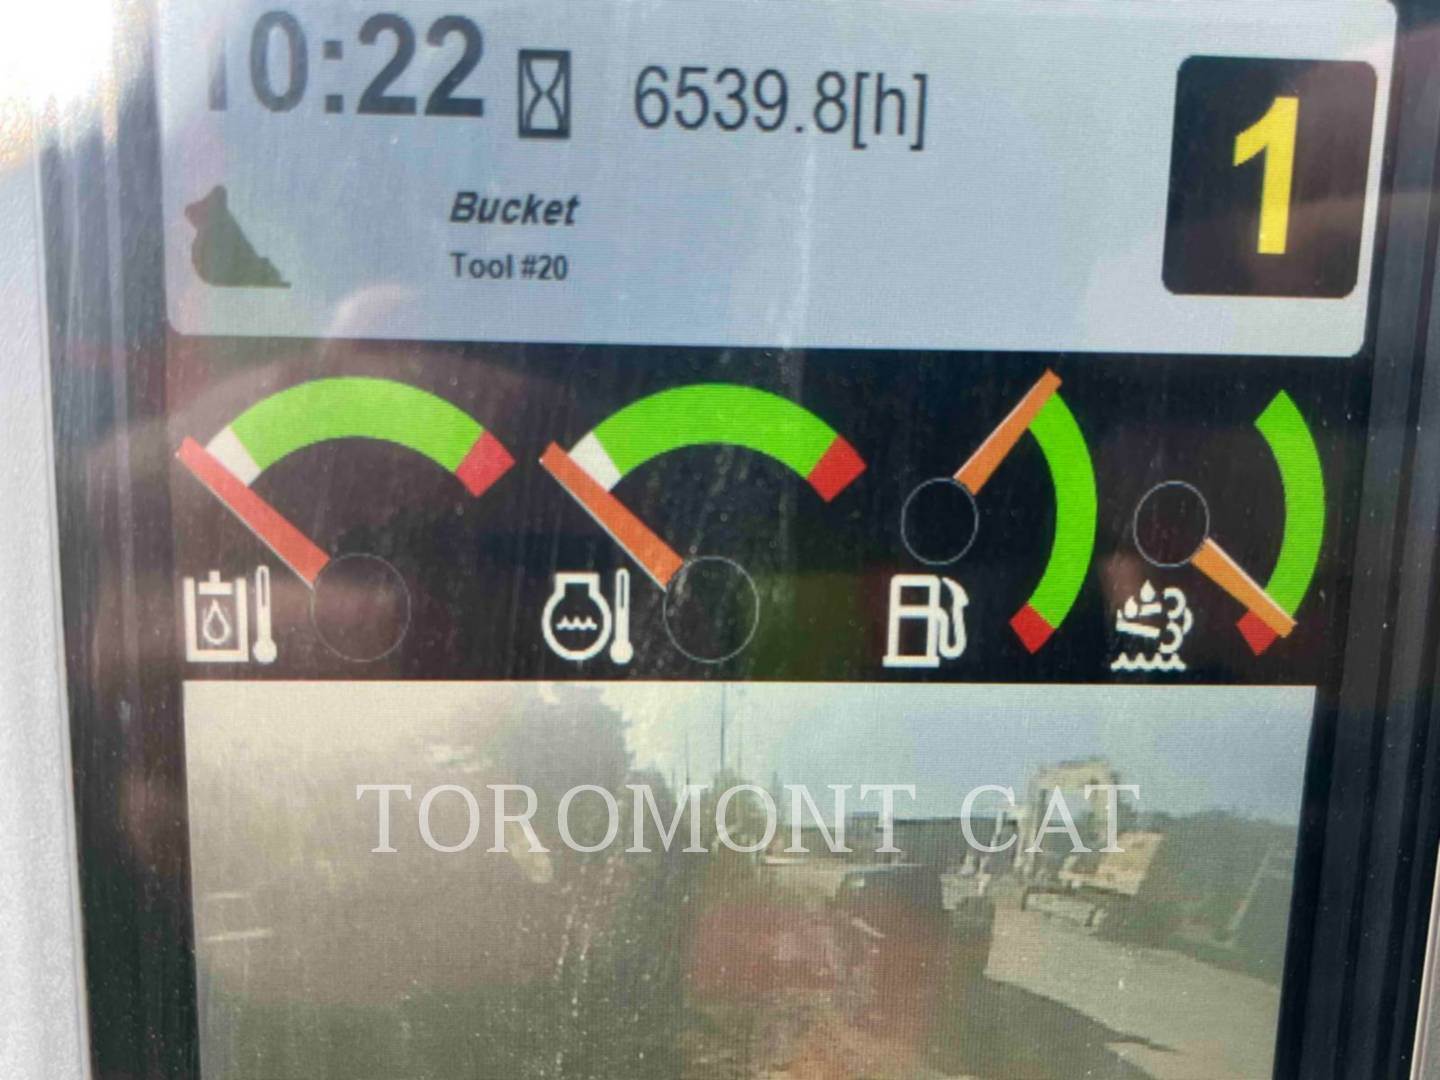 10:22 6539.8[h] 1
Bucket
Tool #20
TOROMONT CAT